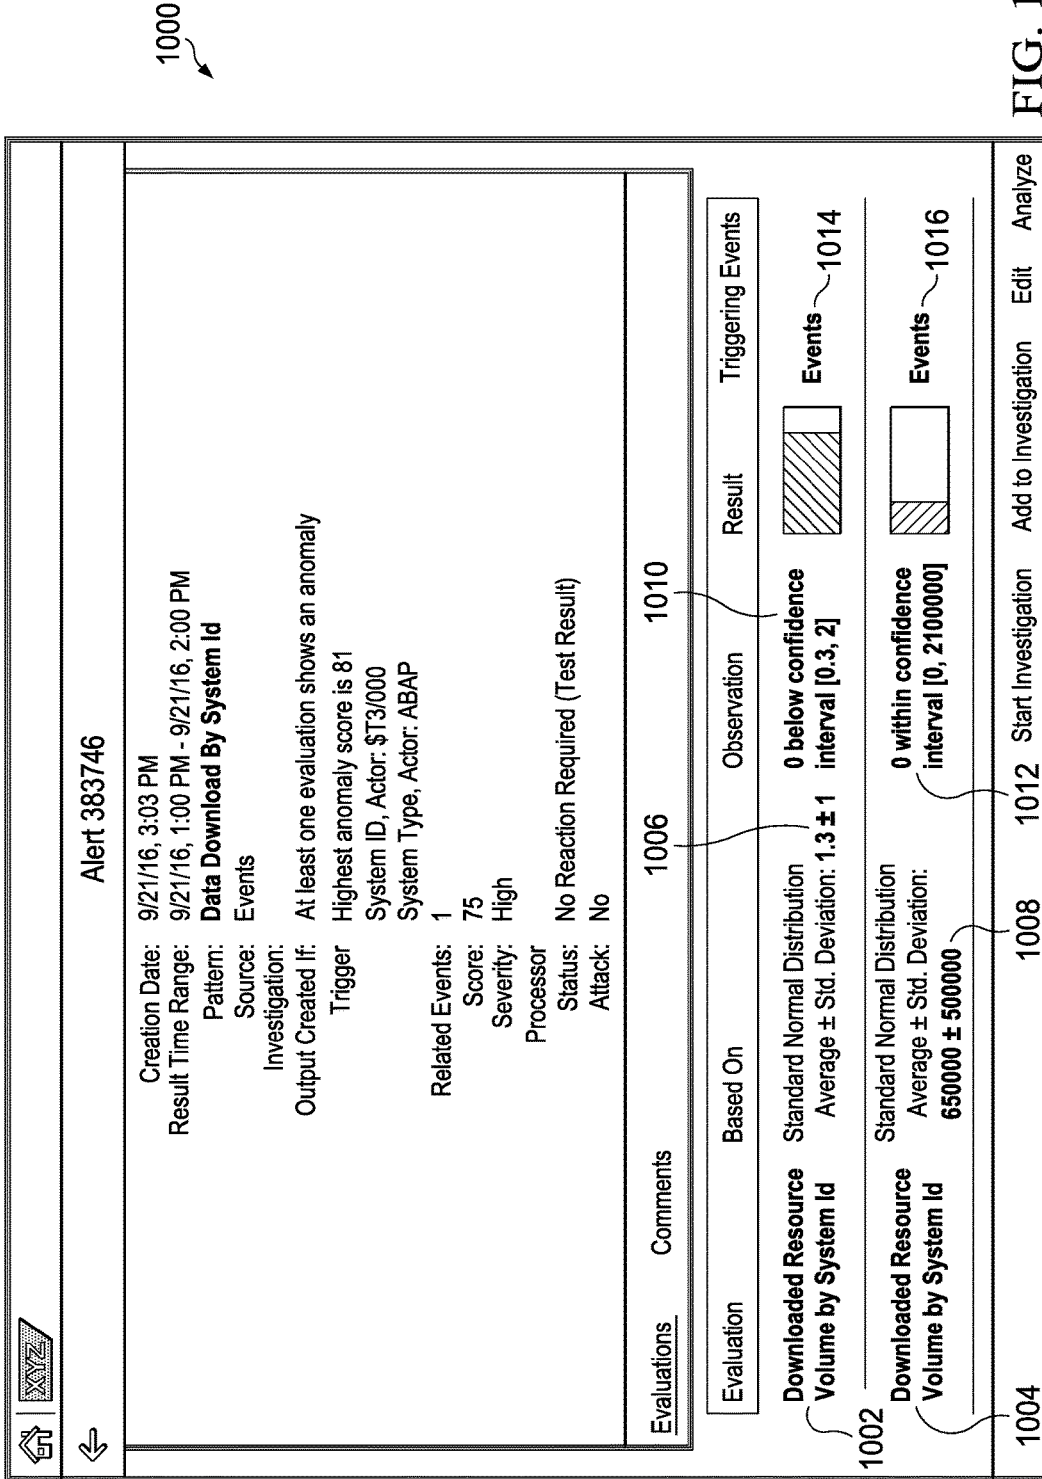 1000
XYZ
Alert 383746
Creation Date: 9/21/16, 3:03 PM
Result Time Range: 9/21/16, 1:00 PM - 9/21/16, 2:00 PM
Pattern: Data Download By System Id
Source: Events
Investigation:
Output Created If: At least one evaluation shows an anomaly
Trigger Highest anomaly score is 81
System ID, Actor: $T3/000
System Type, Actor: ABAP
Related Events: 1
Score: 75
Severity: High
Processor
Status: No Reaction Required (Test Result)
Attack: No
Evaluations Comments 1006 1010
Evaluation Based On Observation Result Triggering Events
Downloaded Resource Standard Normal Distribution 0 below confidence
Volume by System Id Average ± Std. Deviation: 1.3 ± 1 interval [0.3, 2] Events 1014
1002
Downloaded Resource Standard Normal Distribution 0 within confidence
Volume by System Id Average ± Std. Deviation: interval [0, 2100000] Events 1016
650000 ± 500000
1004 1008 1012
Start Investigation Add to Investigation Edit Analyze
FIG.